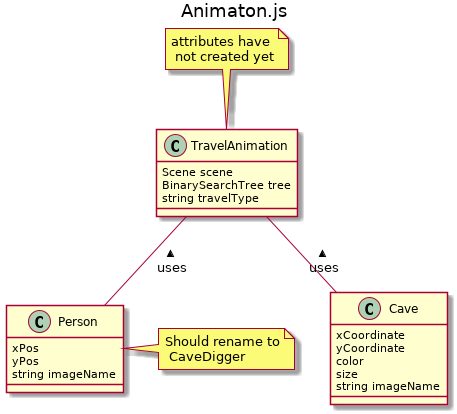 Animaton.js
attributes have
not created yet
C TravelAnimation
Scene scene
BinarySearchTree tree
string travelType
uses
uses
C Person
xPos
yPos
string imageName
Should rename to
CaveDigger
C Cave
xCoordinate
yCoordinate
color
size
string imageName